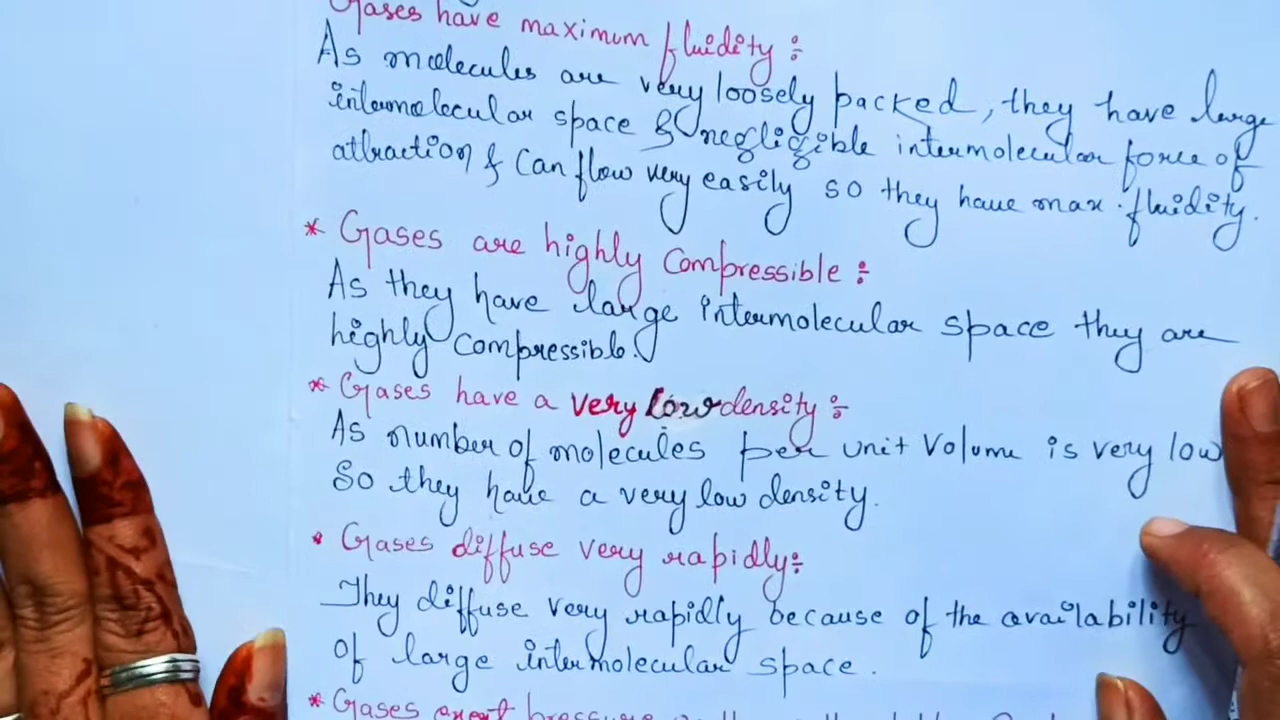 Gases have maximum fluidity :
As molecules are very loosely packed, they have large
intermolecular space & negligible intermolecular force of
attraction & Can flow very easily so they have max. fluidity.
* Gases are highly Compressible :
As they have large intermolecular space they are
highly Compressible.
* Gases have a very low density :
As number of molecules per unit Volume is very low
So they have a very low density.
* Gases diffuse very rapidly :
They diffuse very rapidly because of the availability
of large intermolecular space.
* Gases exert pressure